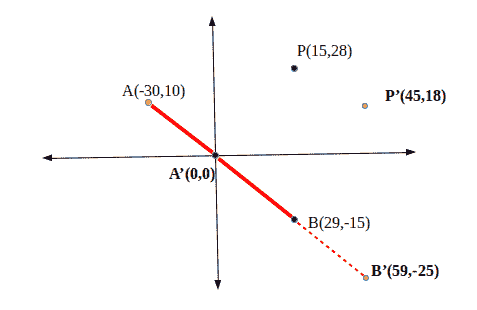 P(15,28)
A(-30,10)
P’(45,18)
A’(0,0)
B(29,-15)
B’(59,-25)